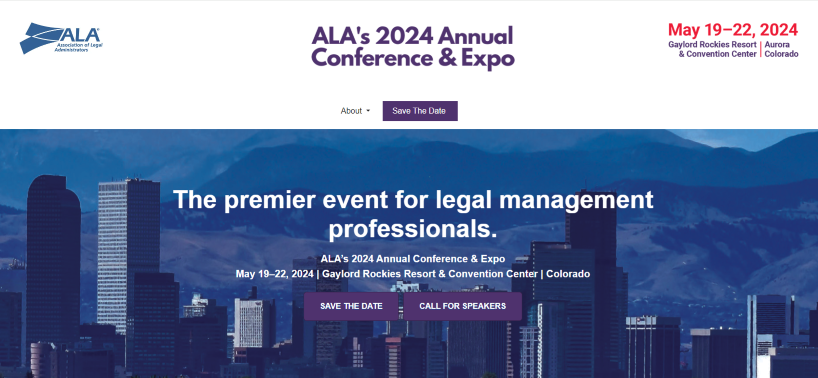 ALA®
Association of Legal
Administrators
ALA's 2024 Annual
Conference & Expo
May 19–22, 2024
Gaylord Rockies Resort | Aurora
& Convention Center | Colorado
About
Save The Date
The premier event for legal management
professionals.
ALA's 2024 Annual Conference & Expo
May 19–22, 2024 | Gaylord Rockies Resort & Convention Center | Colorado
SAVE THE DATE
CALL FOR SPEAKERS